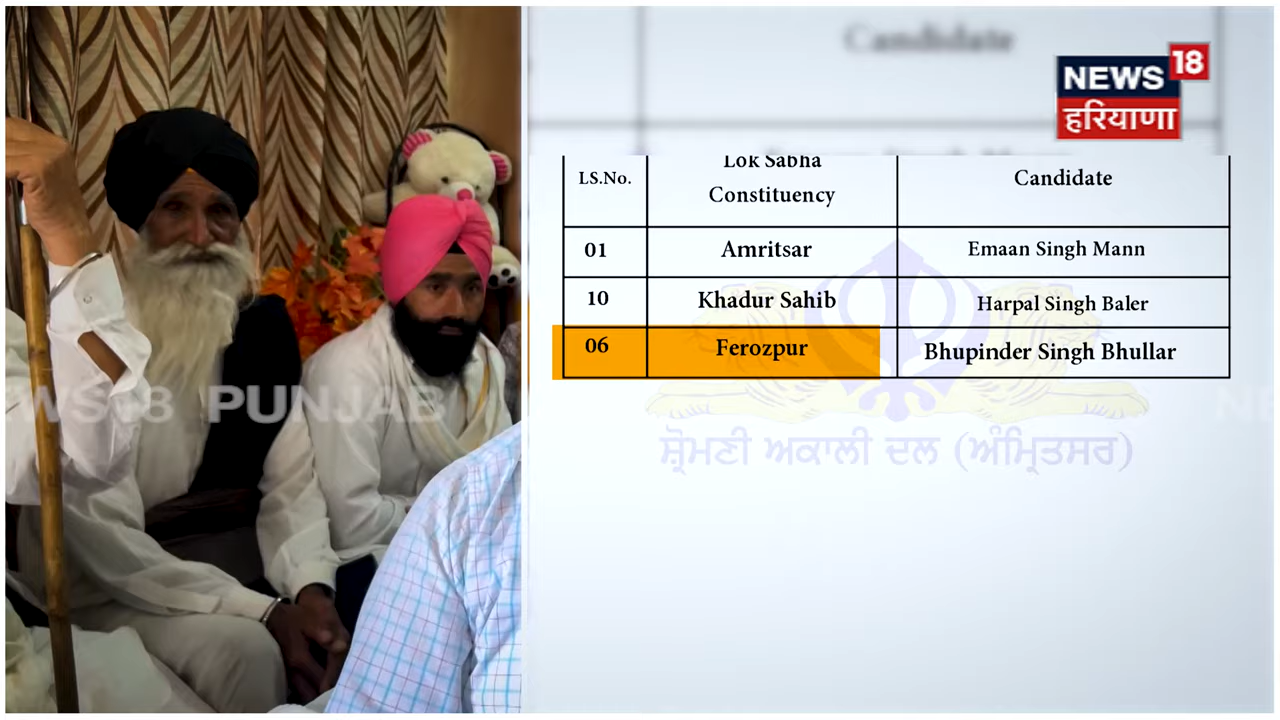 Candidate
NEWS 18
हरियाणा
LS.No.
Lok Sabha
Constituency
Candidate
01
Amritsar
Emaan Singh Mann
10
Khadur Sahib
Harpal Singh Baler
06
Ferozpur
Bhupinder Singh Bhullar
NEWS18 PUNJAB
ਸ਼੍ਰੋਮਣੀ ਅਕਾਲੀ ਦਲ (ਅੰਮ੍ਰਿਤਸਰ)